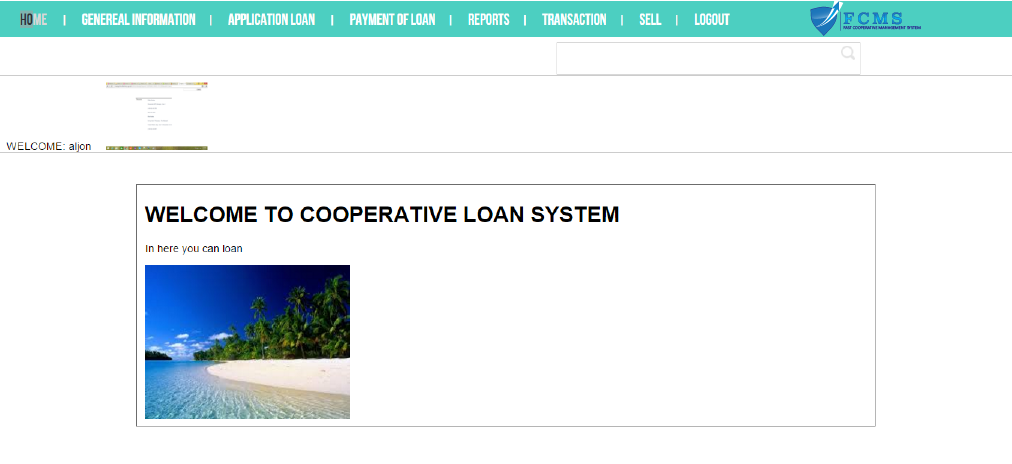 HOME | GENEREAL INFORMATION | APPLICATION LOAN | PAYMENT OF LOAN | REPORTS | TRANSACTION | SELL | LOGOUT
FCMS
FAST COOPERATIVE MANAGEMENT SYSTEM
WELCOME: aljon
WELCOME TO COOPERATIVE LOAN SYSTEM
In here you can loan